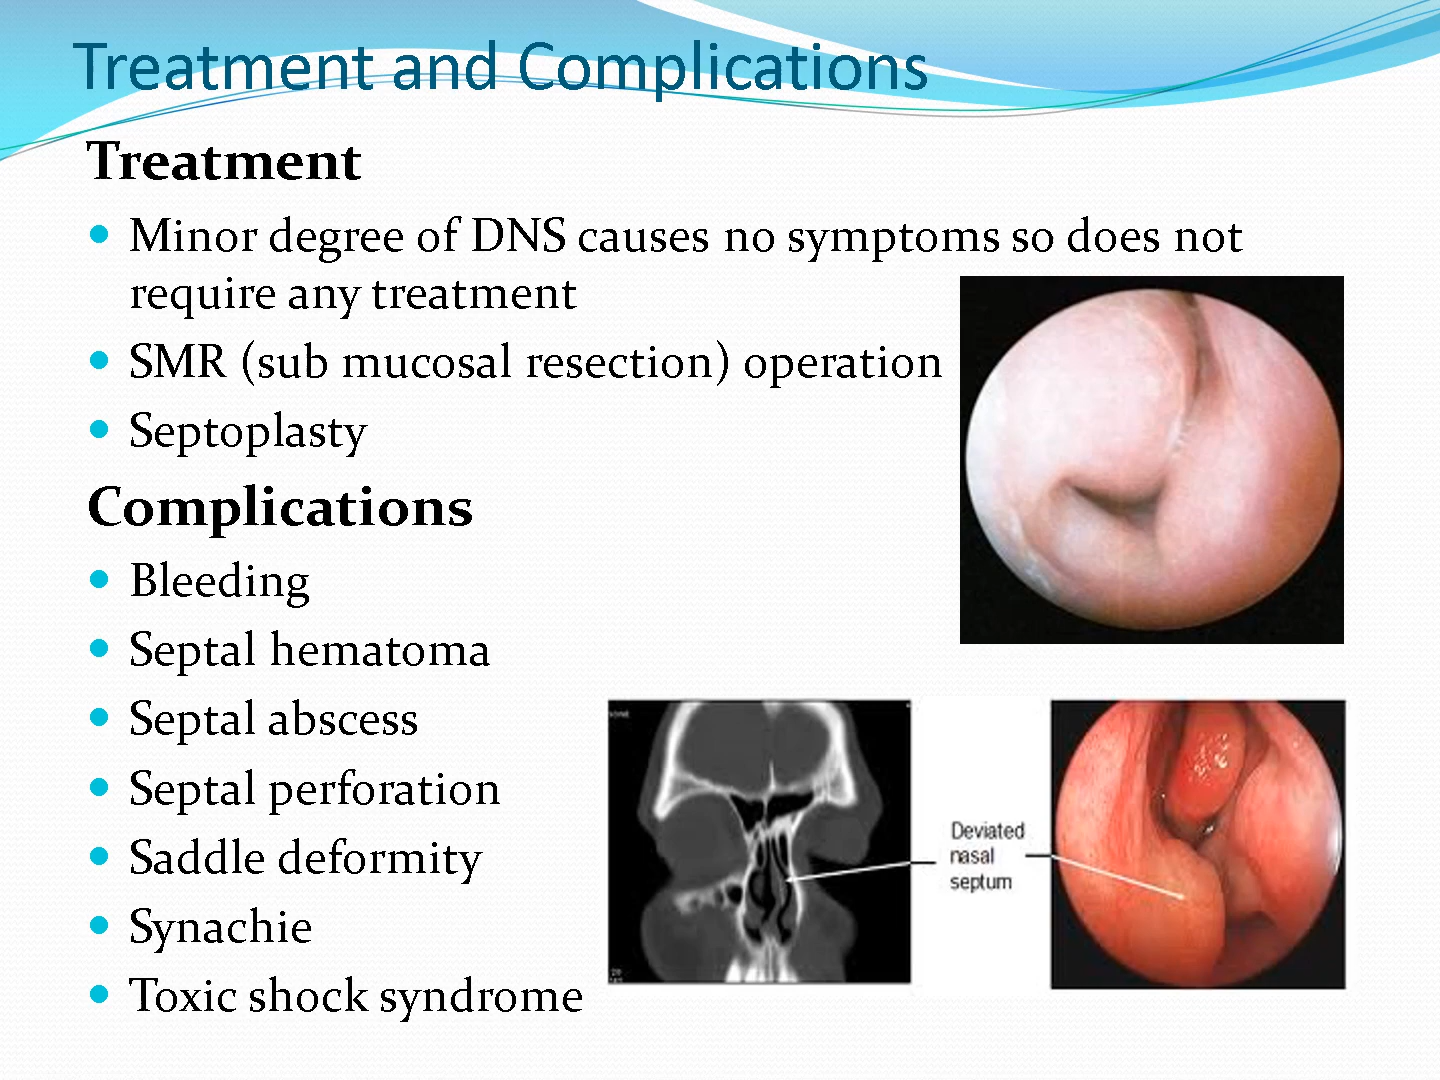 Treatment and Complications
Treatment
• Minor degree of DNS causes no symptoms so does not
require any treatment
• SMR (sub mucosal resection) operation
• Septoplasty
Complications
• Bleeding
• Septal hematoma
• Septal abscess
• Septal perforation
• Saddle deformity
• Synachie
• Toxic shock syndrome
Deviated
nasal
septum